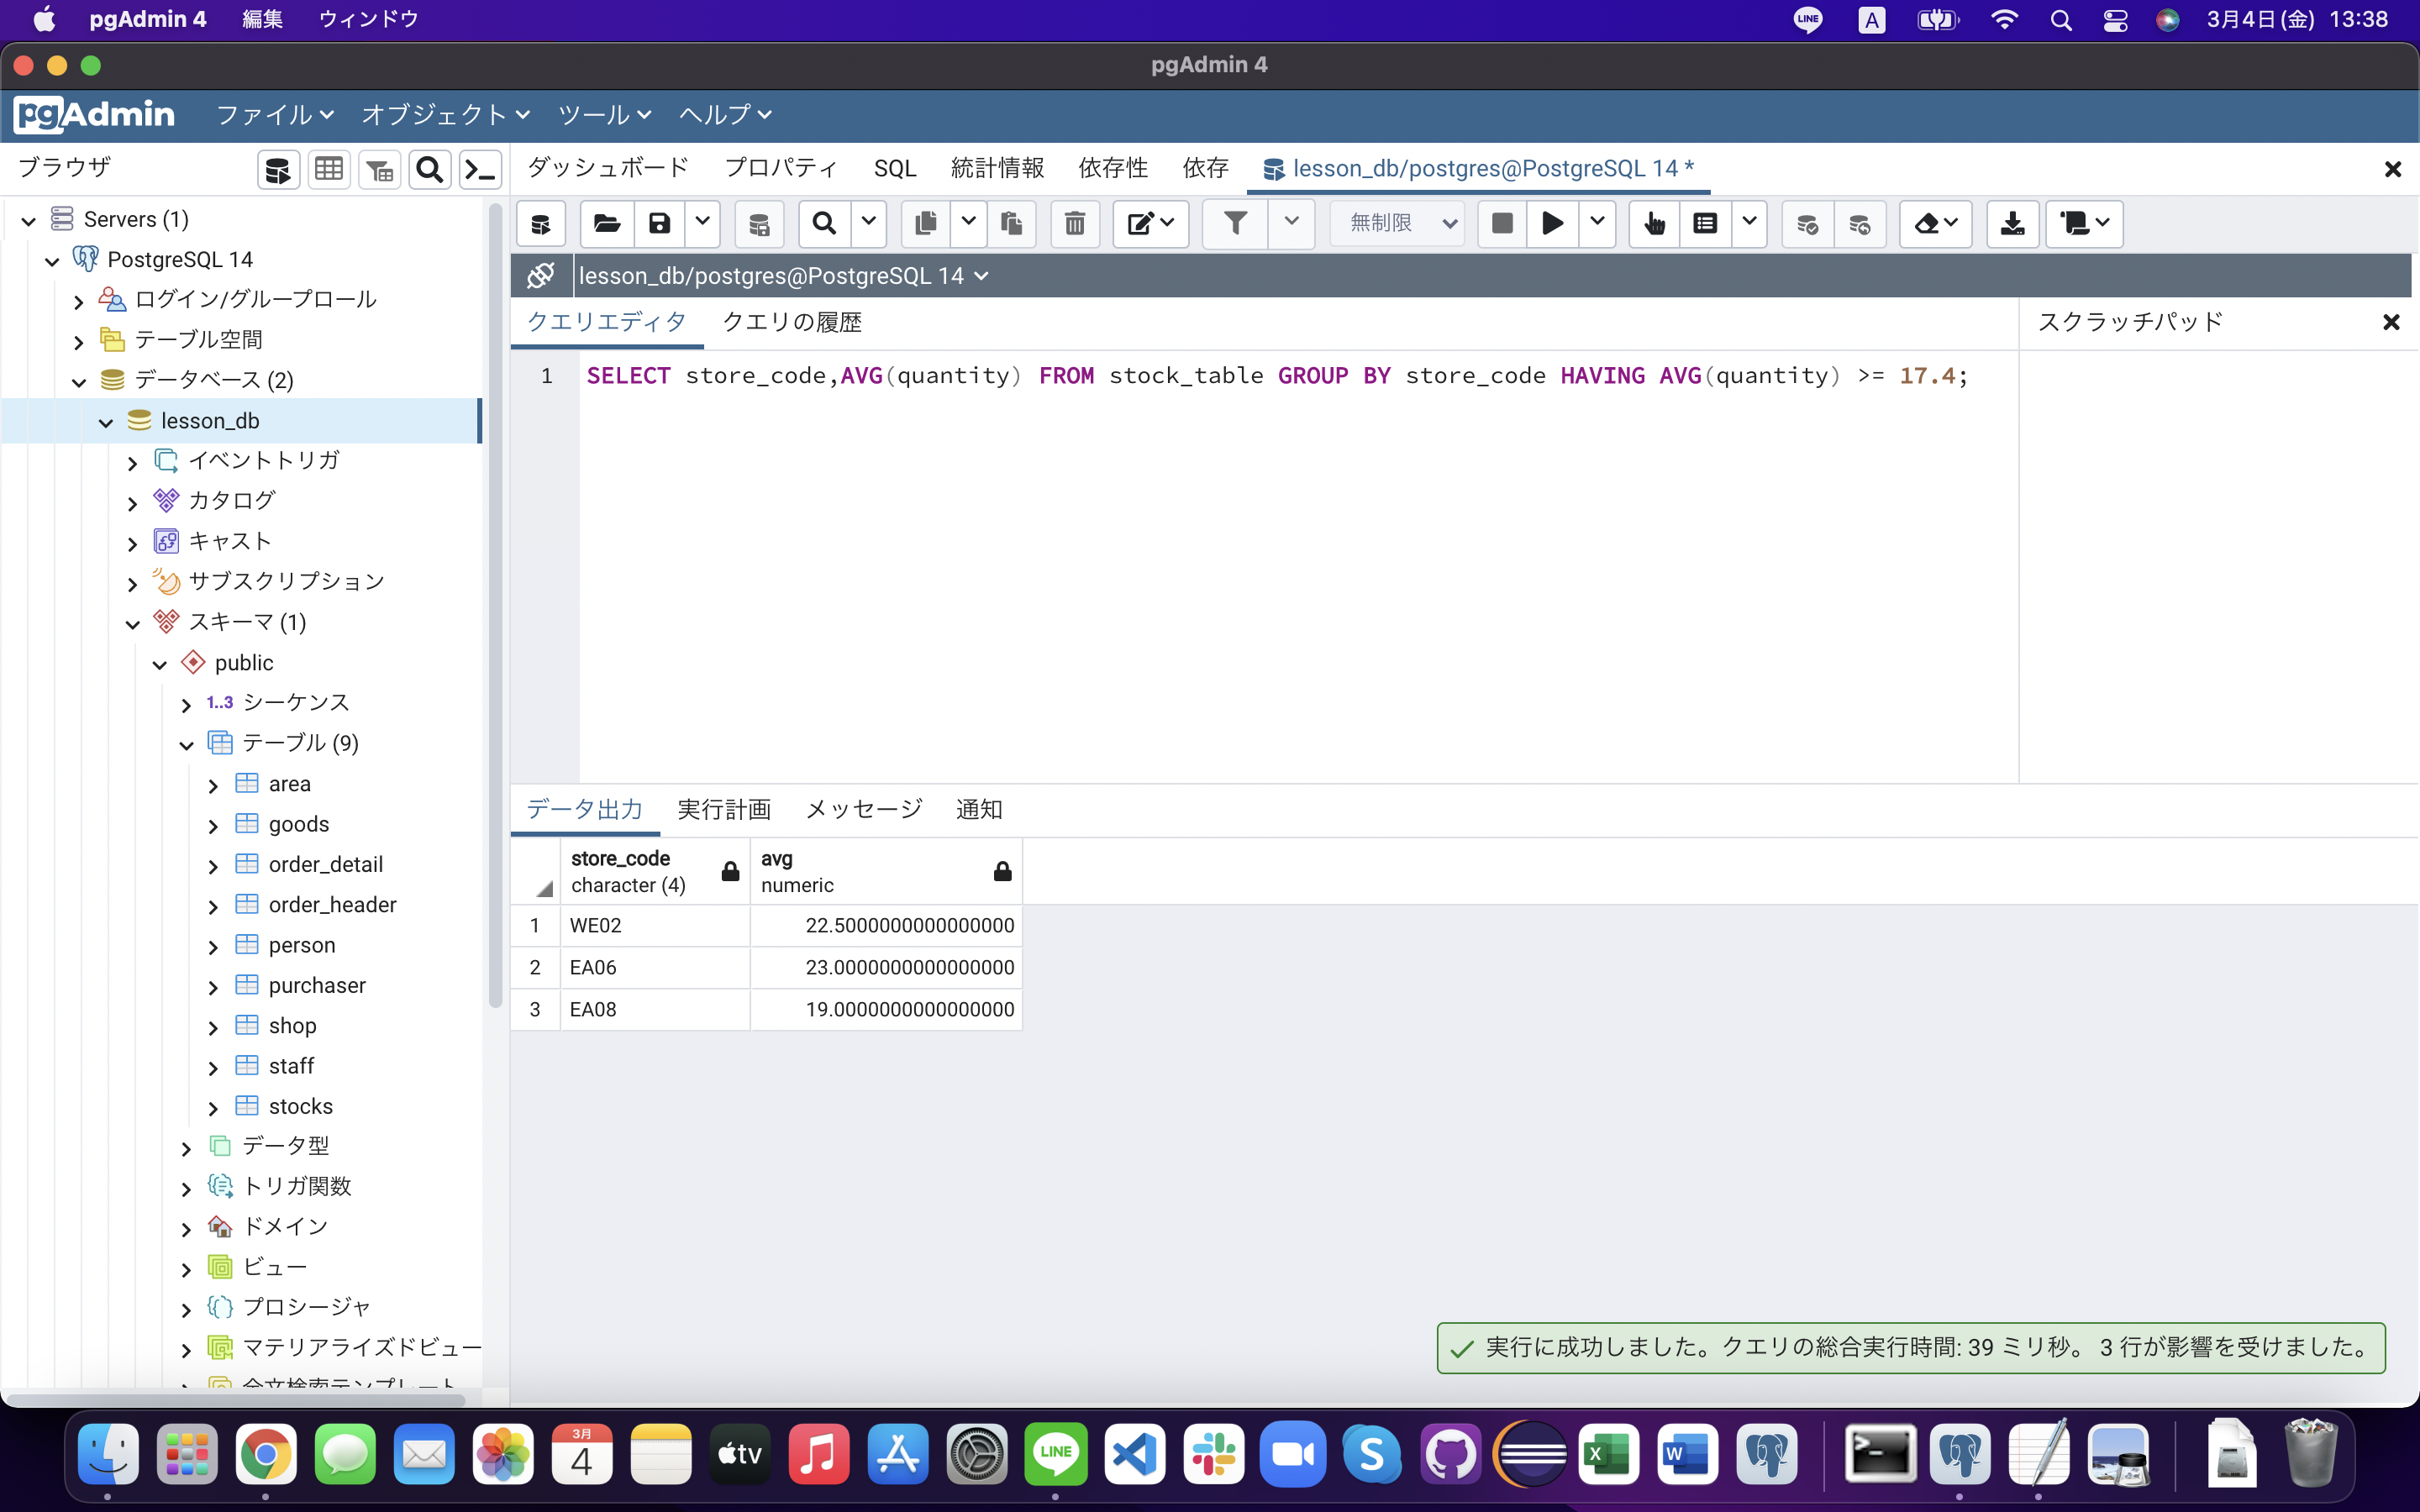 pgAdmin 4 編集 ウィンドウ
LINE A 3月4日(金) 13:38
pgAdmin 4
pgAdmin ファイル オブジェクト ツール ヘルプ
ブラウザ
ダッシュボード プロパティ SQL 統計情報 依存性 依存 lesson_db/postgres@PostgreSQL 14 *
無制限
lesson_db/postgres@PostgreSQL 14
クエリエディタ クエリの履歴
スクラッチパッド
1 SELECT store_code,AVG(quantity) FROM stock_table GROUP BY store_code HAVING AVG(quantity) >= 17.4;
Servers (1)
PostgreSQL 14
ログイン/グループロール
テーブル空間
データベース (2)
lesson_db
イベントトリガ
カタログ
キャスト
サブスクリプション
スキーマ (1)
public
1..3 シーケンス
テーブル (9)
area
goods
order_detail
order_header
person
purchaser
shop
staff
stocks
データ型
トリガ関数
ドメイン
ビュー
プロシージャ
マテリアライズドビュー
全文検索テンプレート
データ出力 実行計画 メッセージ 通知
store_code avg
character (4) numeric
1 WE02 22.5000000000000000
2 EA06 23.0000000000000000
3 EA08 19.0000000000000000
実行に成功しました。クエリの総合実行時間: 39 ミリ秒。 3 行が影響を受けました。
3月
4
tv
LINE
S
X
W